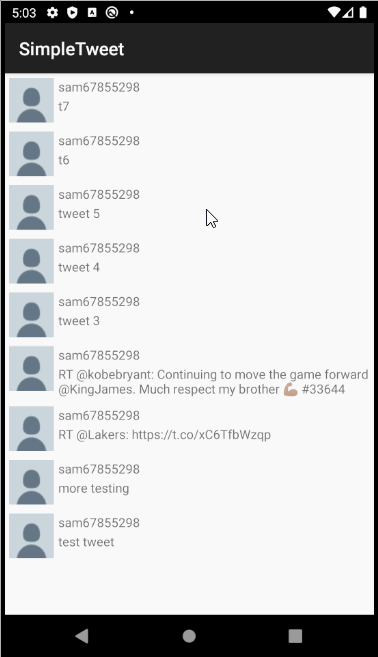 5:03
SimpleTweet
sam67855298
t7
sam67855298
t6
sam67855298
tweet 5
sam67855298
tweet 4
sam67855298
tweet 3
sam67855298
RT @kobebryant: Continuing to move the game forward
@KingJames. Much respect my brother 💪🏽 #33644
sam67855298
RT @Lakers: https://t.co/xC6TfbWzqp
sam67855298
more testing
sam67855298
test tweet